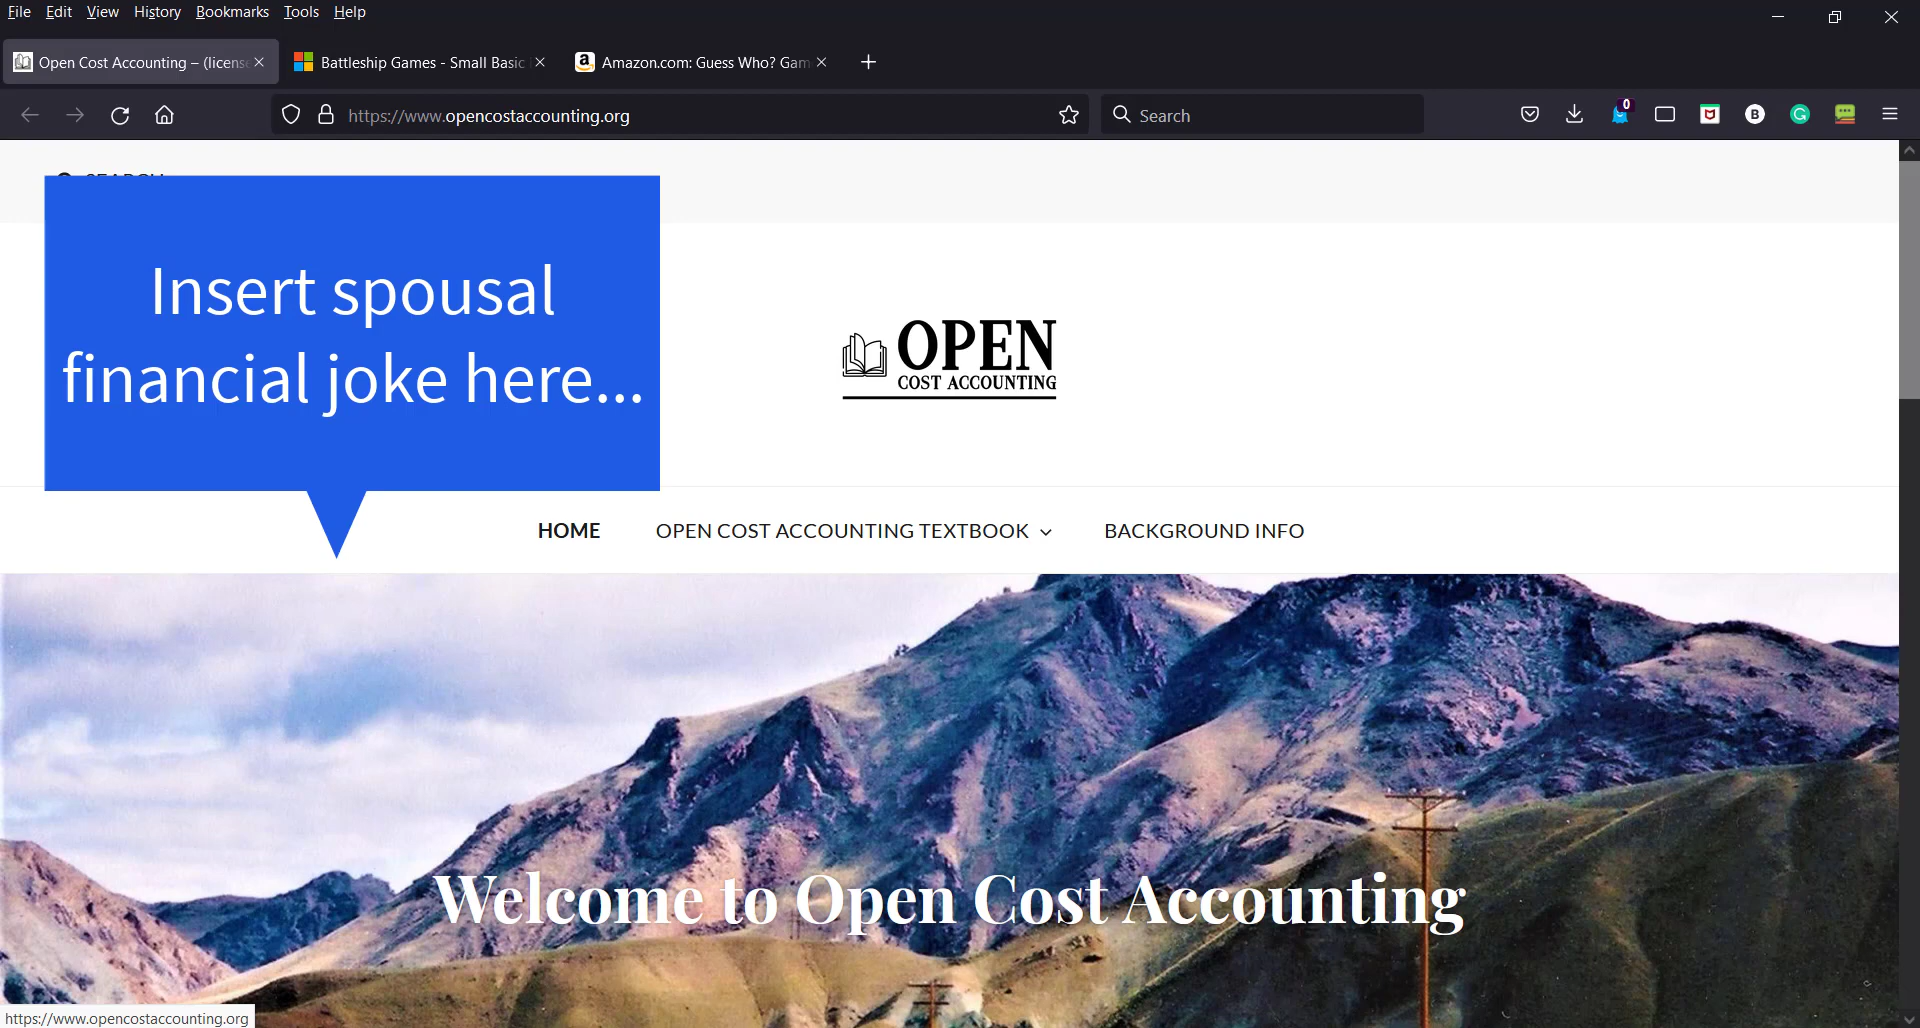 File Edit View History Bookmarks Tools Help
Open Cost Accounting – (license
Battleship Games - Small Basic
Amazon.com: Guess Who? Gam
https://www.opencostaccounting.org
Search
0
SEARCH
Insert spousal
financial joke here...
OPEN
COST ACCOUNTING
HOME OPEN COST ACCOUNTING TEXTBOOK BACKGROUND INFO
Welcome to Open Cost Accounting
https://www.opencostaccounting.org